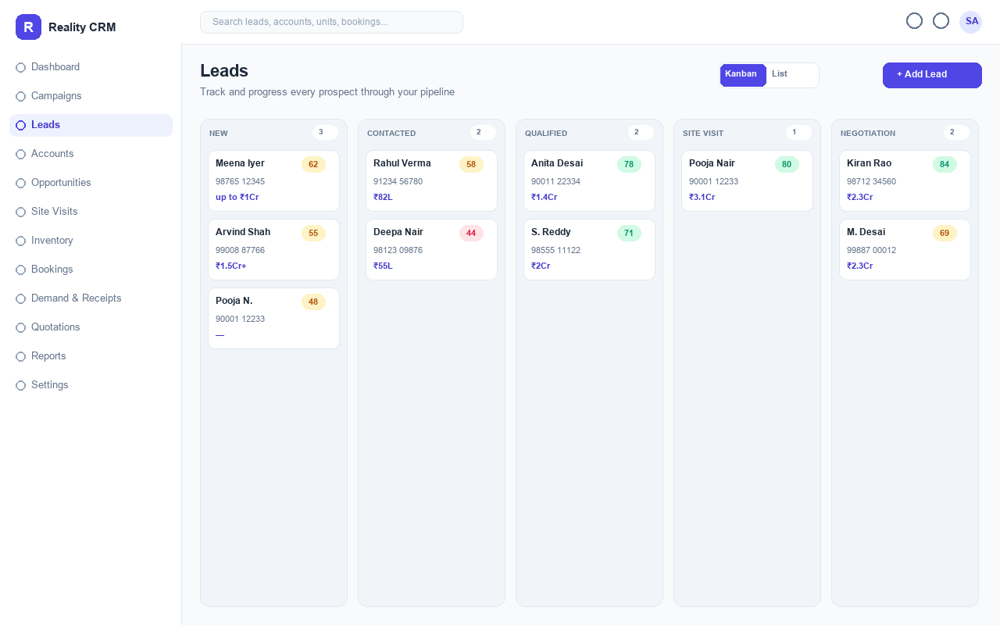 R Reality CRM
Search leads, accounts, units, bookings...
SA
Dashboard
Campaigns
Leads
Accounts
Opportunities
Site Visits
Inventory
Bookings
Demand & Receipts
Quotations
Reports
Settings
Leads
Track and progress every prospect through your pipeline
Kanban List
+ Add Lead
NEW 3
Meena Iyer 62
98765 12345
up to ₹1Cr
Arvind Shah 55
99008 87766
₹1.5Cr+
Pooja N. 48
90001 12233
—
CONTACTED 2
Rahul Verma 58
91234 56780
₹82L
Deepa Nair 44
98123 09876
₹55L
QUALIFIED 2
Anita Desai 78
90011 22334
₹1.4Cr
S. Reddy 71
98555 11122
₹2Cr
SITE VISIT 1
Pooja Nair 80
90001 12233
₹3.1Cr
NEGOTIATION 2
Kiran Rao 84
98712 34560
₹2.3Cr
M. Desai 69
99887 00012
₹2.3Cr